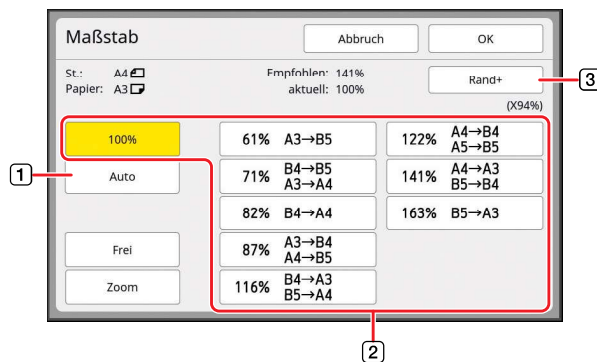 Maßstab
Abbruch
OK
St.: A4
Empfohlen: 141%
Papier: A3
aktuell: 100%
Rand+
3
(X94%)
100%
61% A3→B5
122% A4→B4
A5→B5
1
Auto
71% B4→B5
A3→A4
141% A4→A3
B5→B4
82% B4→A4
163% B5→A3
Frei
87% A3→B4
A4→B5
Zoom
116% B4→A3
B5→A4
2